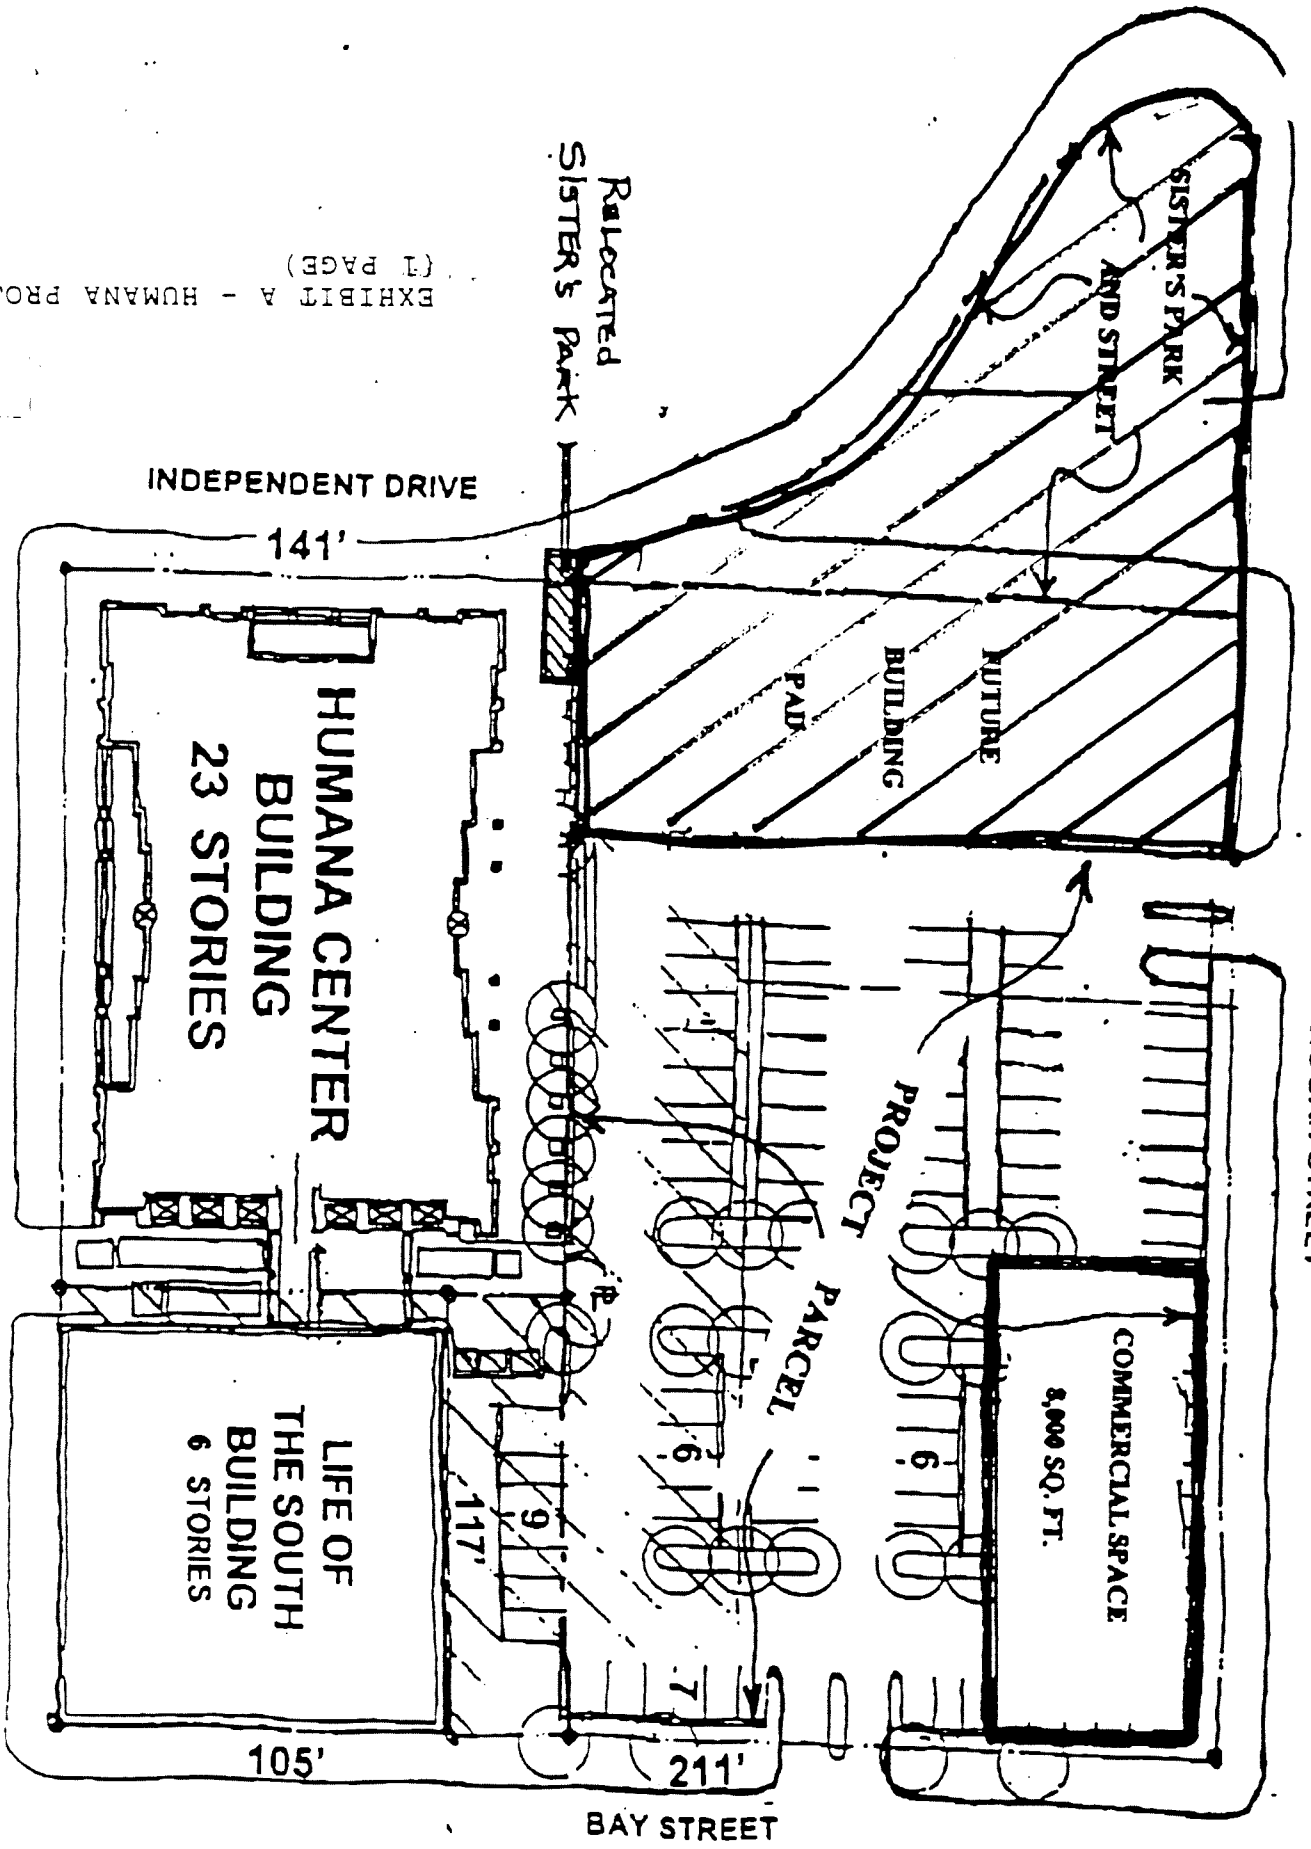 SISTER'S PARK
AND STREET
Relocated
SISTER'S PARK
EXHIBIT A - HUMANA
(1 PAGE)
INDEPENDENT DRIVE
141'
FUTURE
BUILDING
PAD
HUMANA CENTER
BUILDING
23 STORIES
PROJECT
PARCEL
COMMERCIAL SPACE
8,000 SQ. FT.
6
6
9
117'
7
LIFE OF
THE SOUTH
BUILDING
6 STORIES
105'
211'
BAY STREET